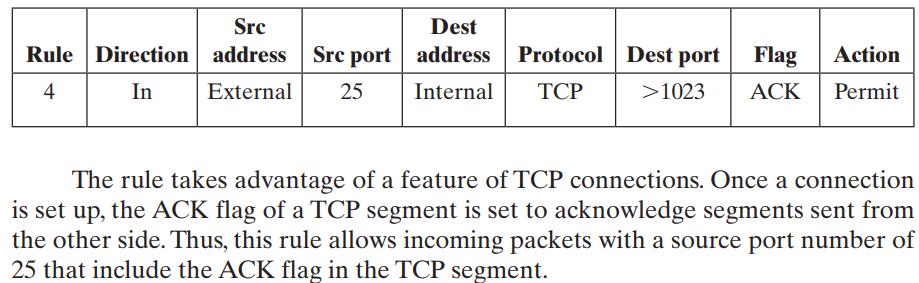 Rule Direction Src address Src port Dest address Protocol Dest port Flag Action
4 In External 25 Internal TCP >1023 ACK Permit
The rule takes advantage of a feature of TCP connections. Once a connection
is set up, the ACK flag of a TCP segment is set to acknowledge segments sent from
the other side. Thus, this rule allows incoming packets with a source port number of
25 that include the ACK flag in the TCP segment.